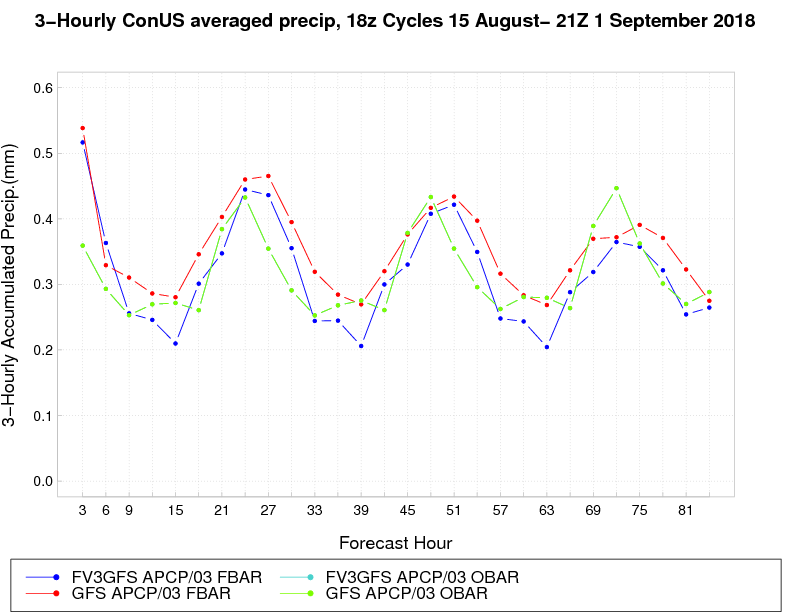 3−Hourly ConUS averaged precip, 18z Cycles 15 August− 21Z 1 September 2018
3−Hourly Accumulated Precip.(mm)
0.6
0.5
0.4
0.3
0.2
0.1
0.0
3 6 9 15 21 27 33 39 45 51 57 63 69 75 81
Forecast Hour
FV3GFS APCP/03 FBAR FV3GFS APCP/03 OBAR
GFS APCP/03 FBAR GFS APCP/03 OBAR